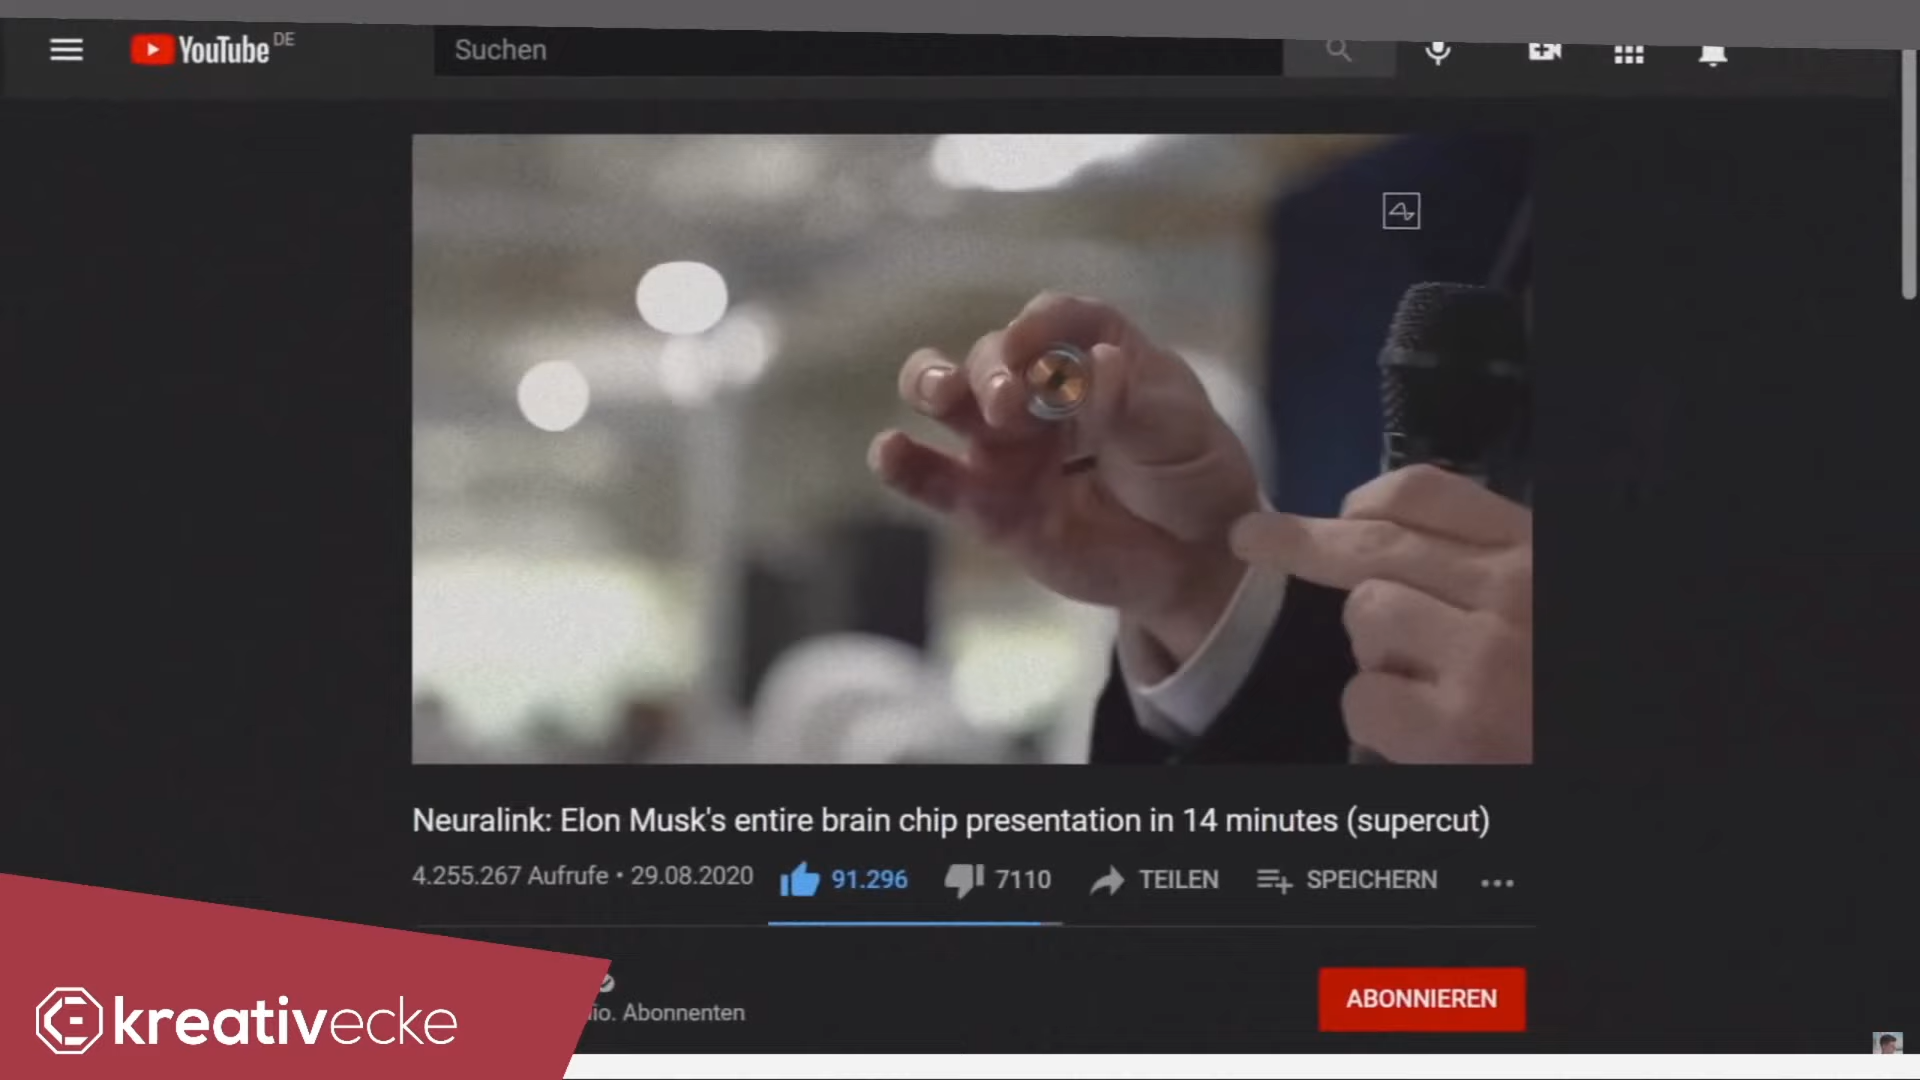 YouTube DE
Suchen
Neuralink: Elon Musk's entire brain chip presentation in 14 minutes (supercut)
4.255.267 Aufrufe • 29.08.2020
91.296
7110
TEILEN
SPEICHERN
io. Abonnenten
ABONNIEREN
kreativecke